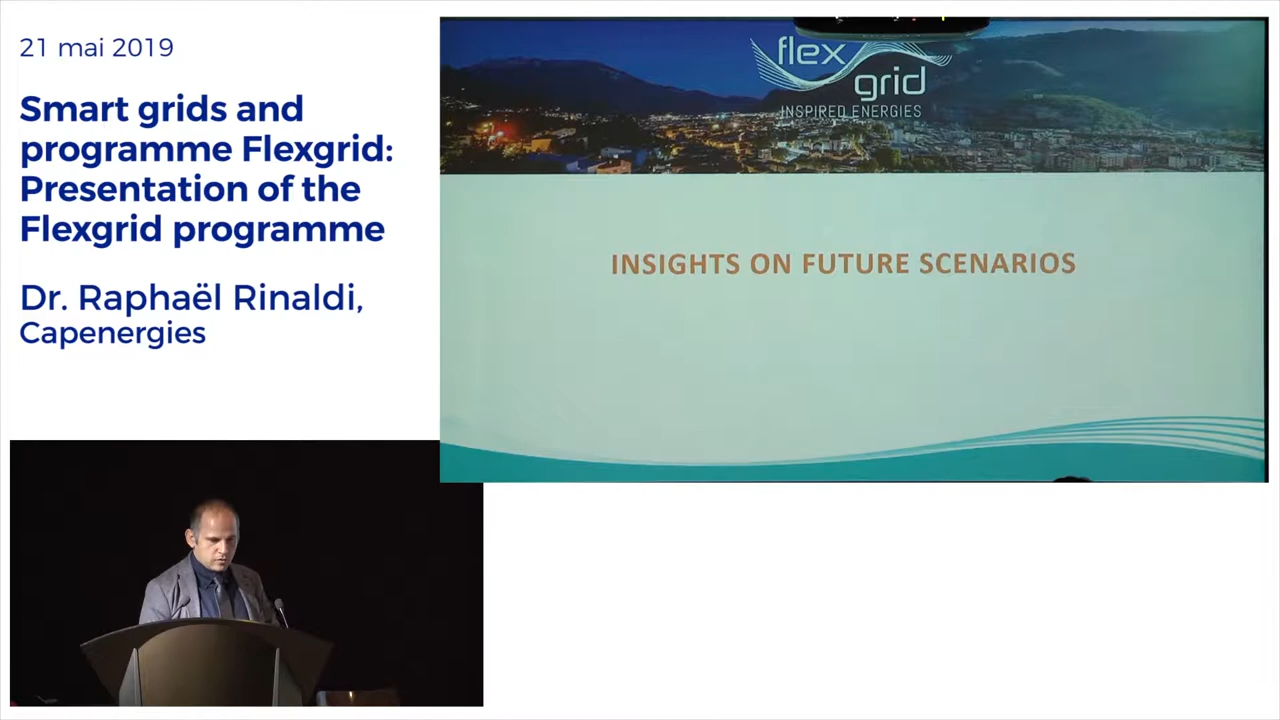 21 mai 2019
Smart grids and
programme Flexgrid:
Presentation of the
Flexgrid programme
Dr. Raphaël Rinaldi,
Capenergies
flex
grid
INSPIRED ENERGIES
INSIGHTS ON FUTURE SCENARIOS